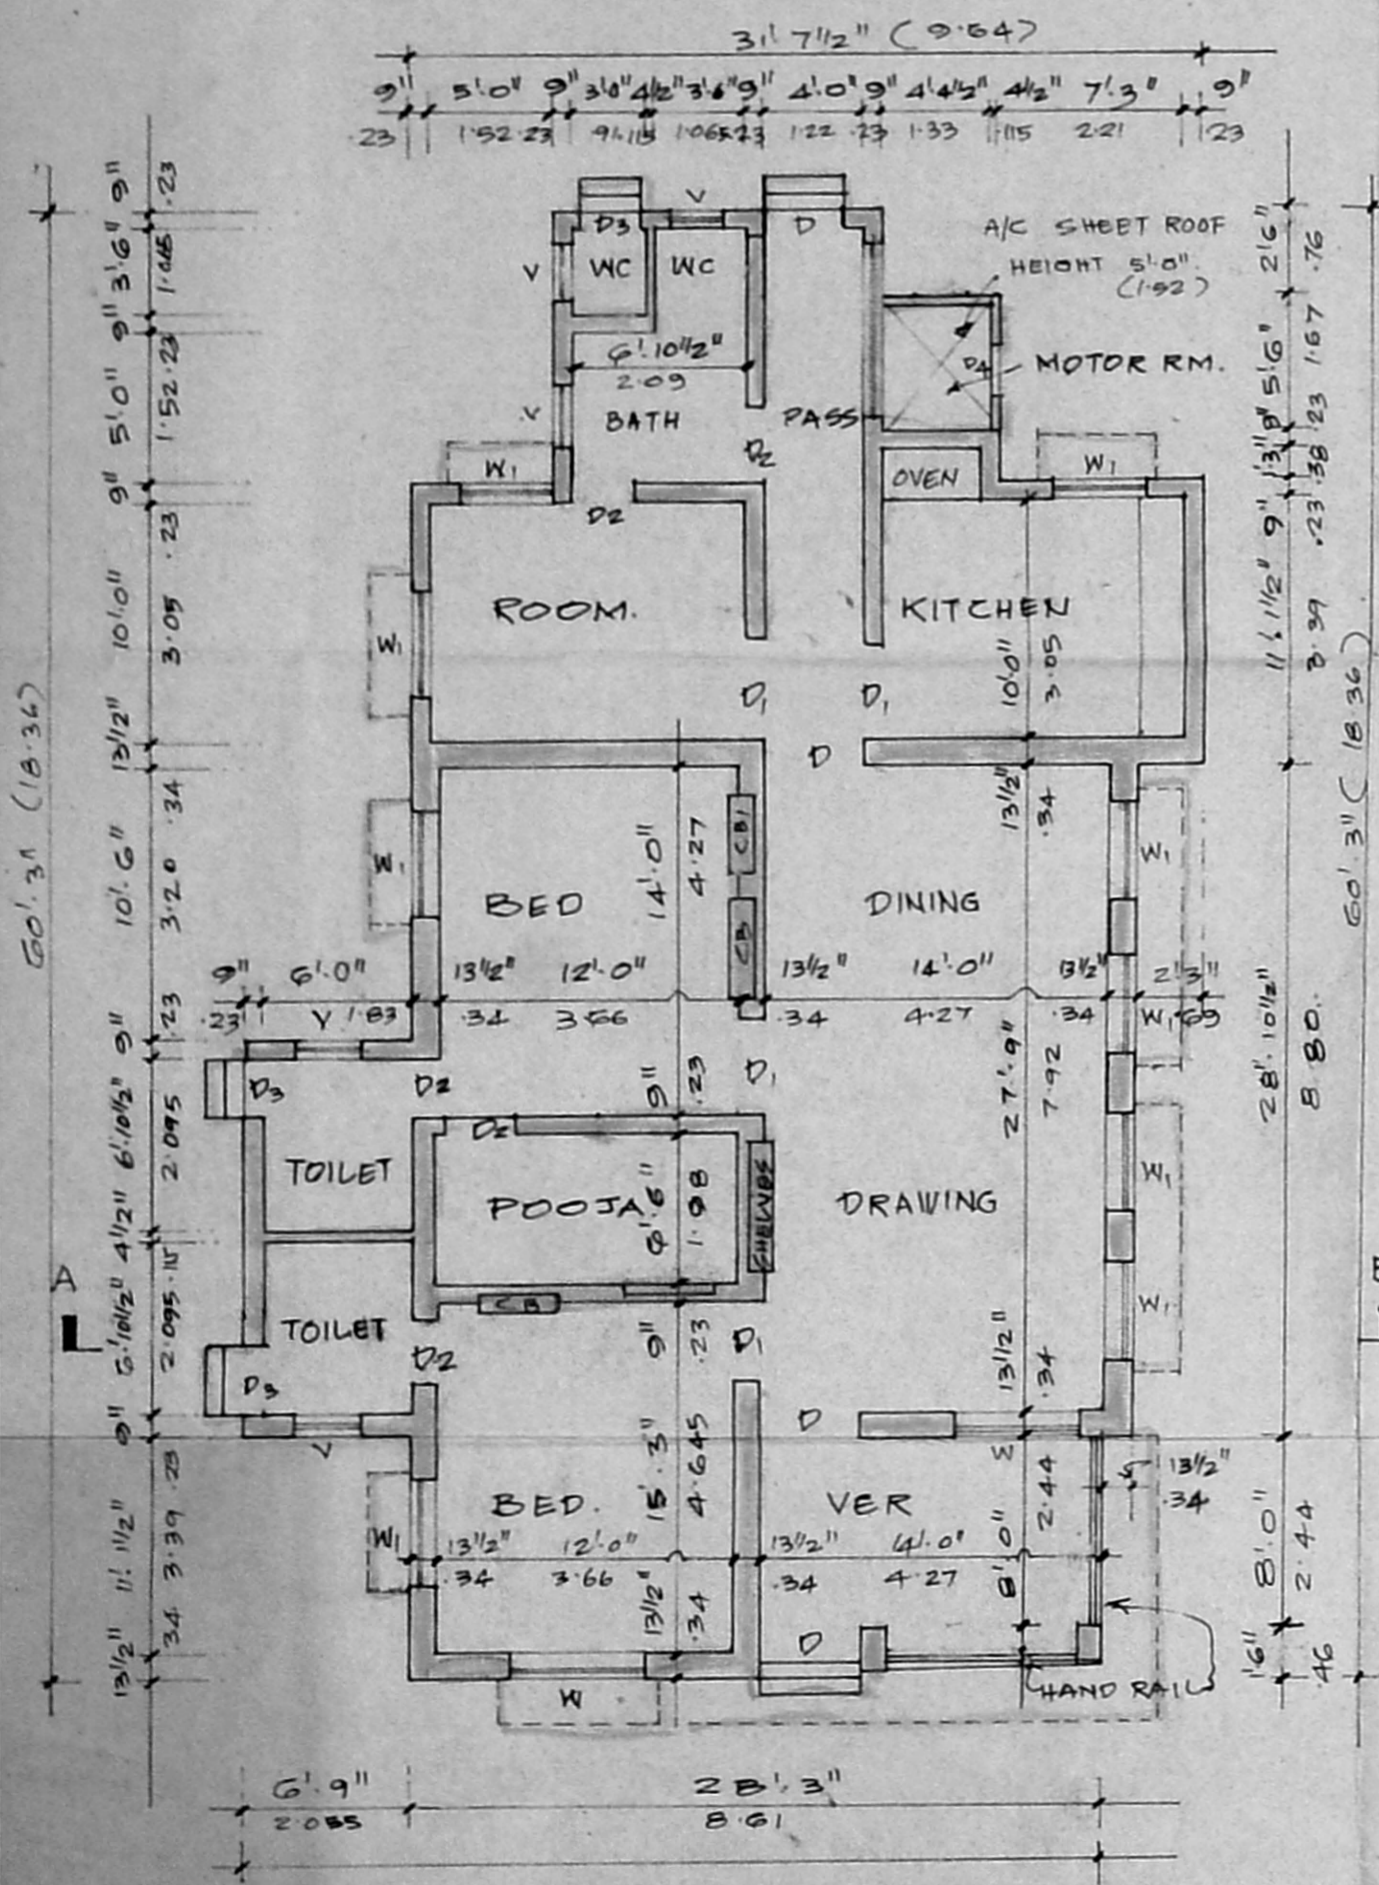 31'.7½" (9.64)
9" 5'.0" 9" 3'.0" 4½" 3'.6" 9" 4'.0" 9" 4'.4½" 4½" 7'.3" 9"
.23 1.52 .23 .115 1.065 .23 1.22 .23 1.33 .115 2.21 .23
V
D3 D
A/C SHEET ROOF
V WC WC
HEIGHT 5'.0"
(1.52)
6'.10½"
2.09
D4 MOTOR RM.
V BATH PASS
D2
W1 OVEN W1
D2
ROOM. KITCHEN
W1
10'.0"
3.05
D1 D1
D
13½"
.34
W1 CB1 W1
14'.0"
4.27
BED DINING
CB
9" 6'.0" 13½" 12'.0" 13½" 14'.0" 13½" 2'.3"
.23 V 1.83 .34 3.66 .34 4.27 .34 W1 .69
D3 D2 D1
9"
.23
27'.9"
7.92
D2
TOILET W1
POOJA DRAWING
6'.6"
1.98
SHELVES
CB W1
TOILET
D2 D1
9"
.23
13½"
.34
D3 D
V W
13½"
.34
BED. VER
W1
15'.3"
4.645
8'.0"
2.44
13½" 12'.0" 13½" 14'.0"
.34 3.66 .34 4.27
13½"
.34
D
W HAND RAIL
6'.9" 28'.3"
2.055 8.61
60'.3" (18.36)
9" 3'.6" 9" 5'.0" 9" 10'.0" 13½" 10'.6" 9" 6'.10½" 4½" 6'.10½" 9" 11'.1½" 13½"
.23 1.065 .23 1.52 .23 3.05 .34 3.20 .23 2.095 .115 2.095 .23 3.39 .34
A
2'.6" 5'.6" 9" 1'.3" 9" 11'.1½" 28'.10½" 8'.0" 1'.6"
.76 1.67 .23 .38 .23 3.39 8.80. 2.44 .46
60'.3" (18.36)